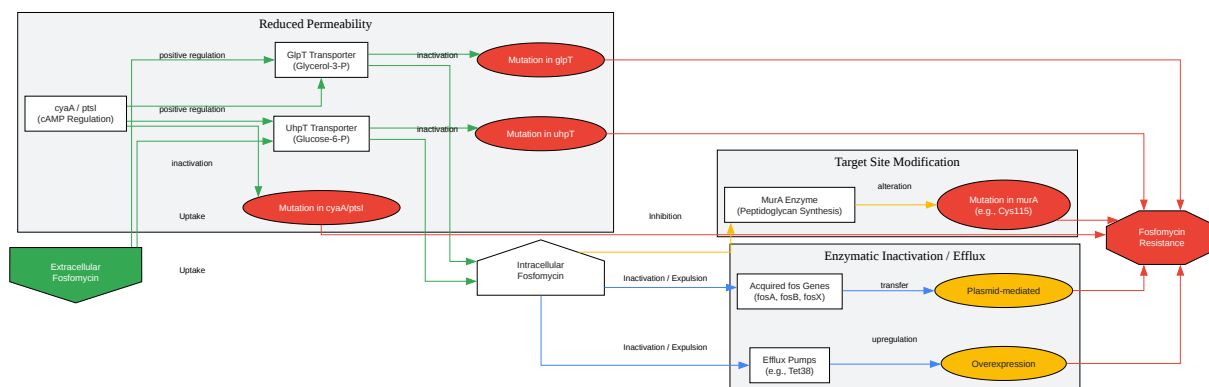 Reduced Permeability
positive regulation
GlpT Transporter
(Glycerol-3-P)
inactivation
Mutation in glpT
cyaA / ptsI
(cAMP Regulation)
positive regulation
UhpT Transporter
(Glucose-6-P)
inactivation
Mutation in uhpT
inactivation
Mutation in cyaA/ptsI
Uptake
Uptake
Extracellular
Fosfomycin
Intracellular
Fosfomycin
Inhibition
Target Site Modification
MurA Enzyme
(Peptidoglycan Synthesis)
alteration
Mutation in murA
(e.g., Cys115)
Fosfomycin
Resistance
Enzymatic Inactivation / Efflux
Inactivation / Expulsion
Acquired fos Genes
(fosA, fosB, fosX)
transfer
Plasmid-mediated
Inactivation / Expulsion
Efflux Pumps
(e.g., Tet38)
upregulation
Overexpression